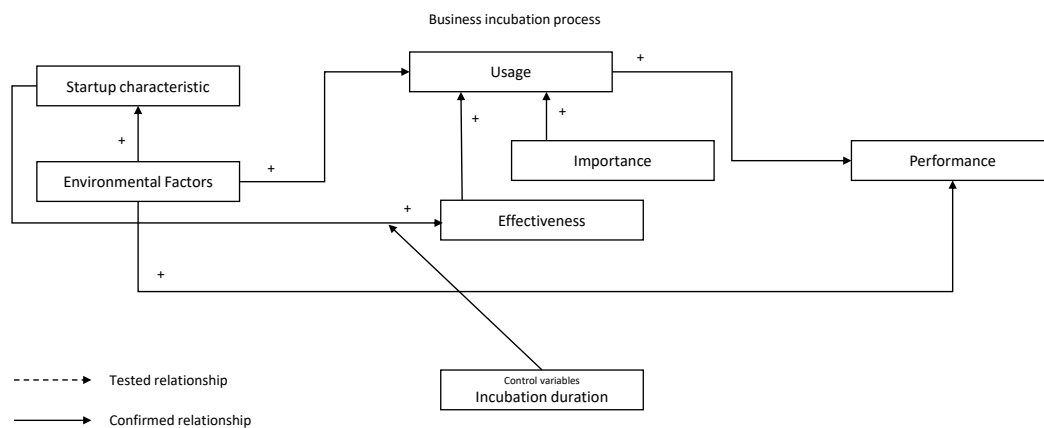 Business incubation process
+
Usage
Startup characteristic
+
+
+
Importance
Performance
+
Environmental Factors
+
Effectiveness
+
Control variables
Incubation duration
Tested relationship
Confirmed relationship